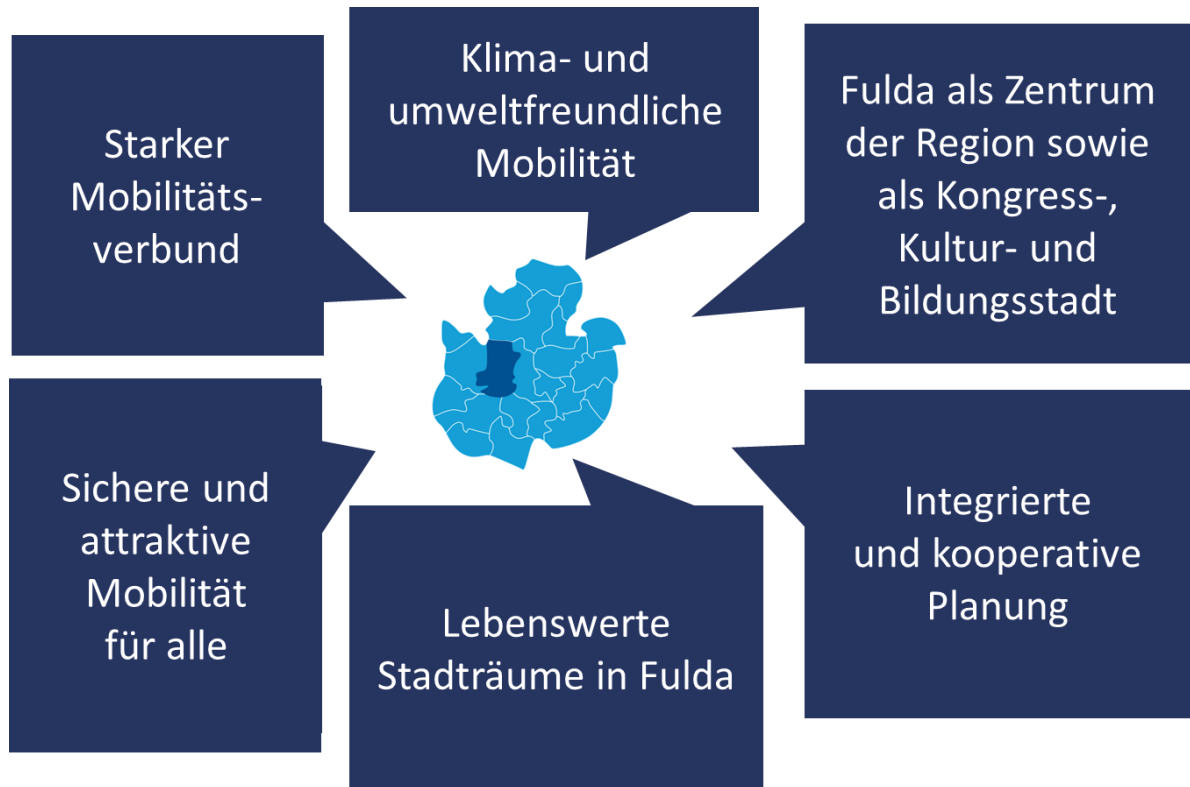 Starker
Mobilitäts-
verbund
Klima- und
umweltfreundliche
Mobilität
Fulda als Zentrum
der Region sowie
als Kongress-,
Kultur- und
Bildungsstadt
Sichere und
attraktive
Mobilität
für alle
Lebenswerte
Stadträume in Fulda
Integrierte
und kooperative
Planung